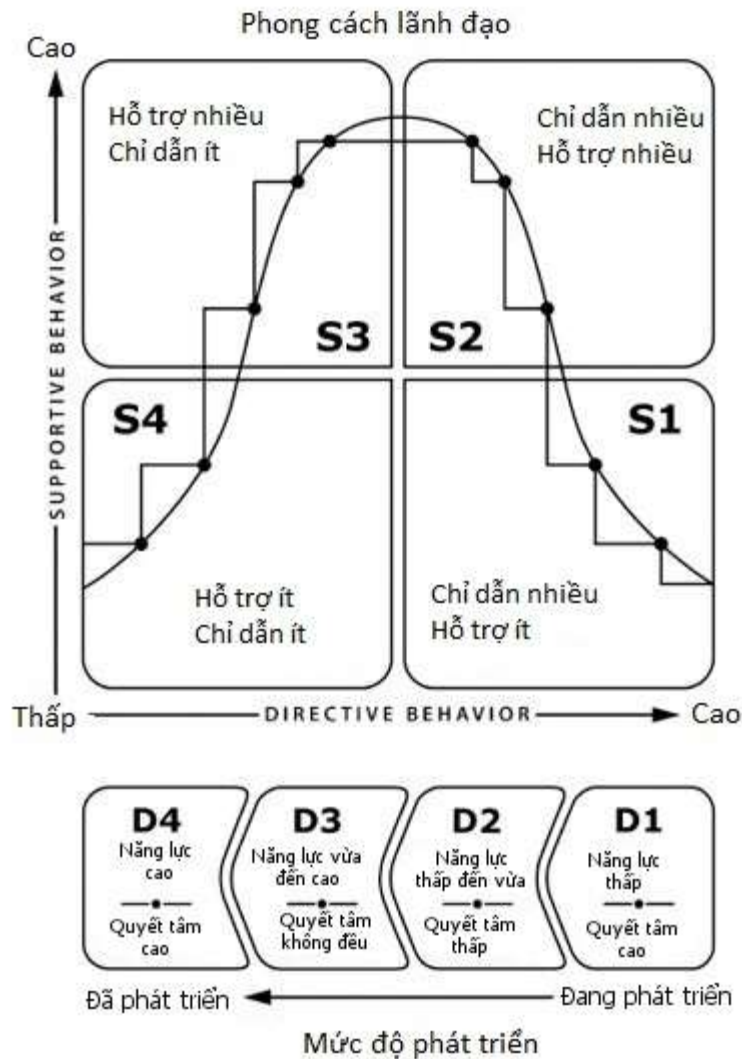 Phong cách lãnh đạo
Cao
Hỗ trợ nhiều
Chỉ dẫn ít
Chỉ dẫn nhiều
Hỗ trợ nhiều
SUPPORTIVE BEHAVIOR
S3
S2
S4
S1
Hỗ trợ ít
Chỉ dẫn ít
Chỉ dẫn nhiều
Hỗ trợ ít
Thấp
DIRECTIVE BEHAVIOR
Cao
D4
Năng lực
cao
Quyết tâm
cao
D3
Năng lực vừa
đến cao
Quyết tâm
không đều
D2
Năng lực
thấp đến vừa
Quyết tâm
thấp
D1
Năng lực
thấp
Quyết tâm
cao
Đã phát triển
Đang phát triển
Mức độ phát triển